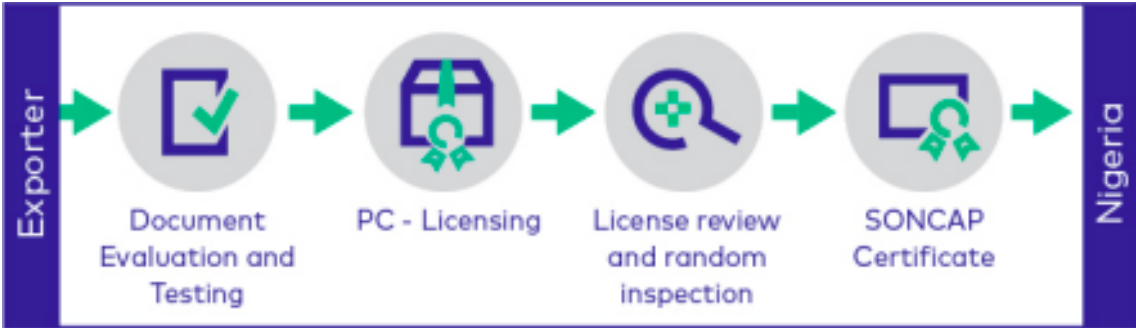 Exporter
Document
Evaluation and
Testing
PC - Licensing
License review
and random
inspection
SONCAP
Certificate
Nigeria